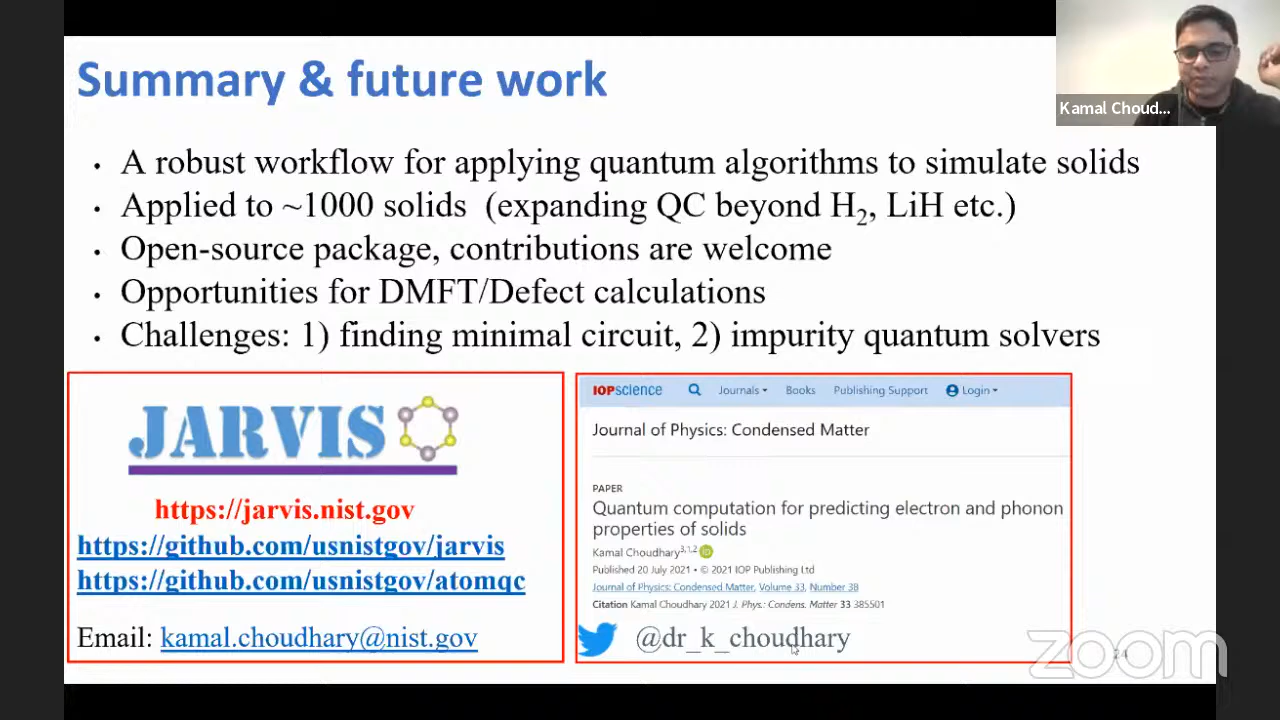 Summary & future work
Kamal Choud...
• A robust workflow for applying quantum algorithms to simulate solids
• Applied to ~1000 solids (expanding QC beyond H₂, LiH etc.)
• Open-source package, contributions are welcome
• Opportunities for DMFT/Defect calculations
• Challenges: 1) finding minimal circuit, 2) impurity quantum solvers
JARVIS
https://jarvis.nist.gov
https://github.com/usnistgov/jarvis
https://github.com/usnistgov/atomqc
Email: kamal.choudhary@nist.gov
IOPscience Journals Books Publishing Support Login
Journal of Physics: Condensed Matter
PAPER
Quantum computation for predicting electron and phonon
properties of solids
Kamal Choudhary3,1,2 iD
Published 20 July 2021 • © 2021 IOP Publishing Ltd
Journal of Physics: Condensed Matter, Volume 33, Number 38
Citation Kamal Choudhary 2021 J. Phys.: Condens. Matter 33 385501
@dr_k_choudhary
24
zoom